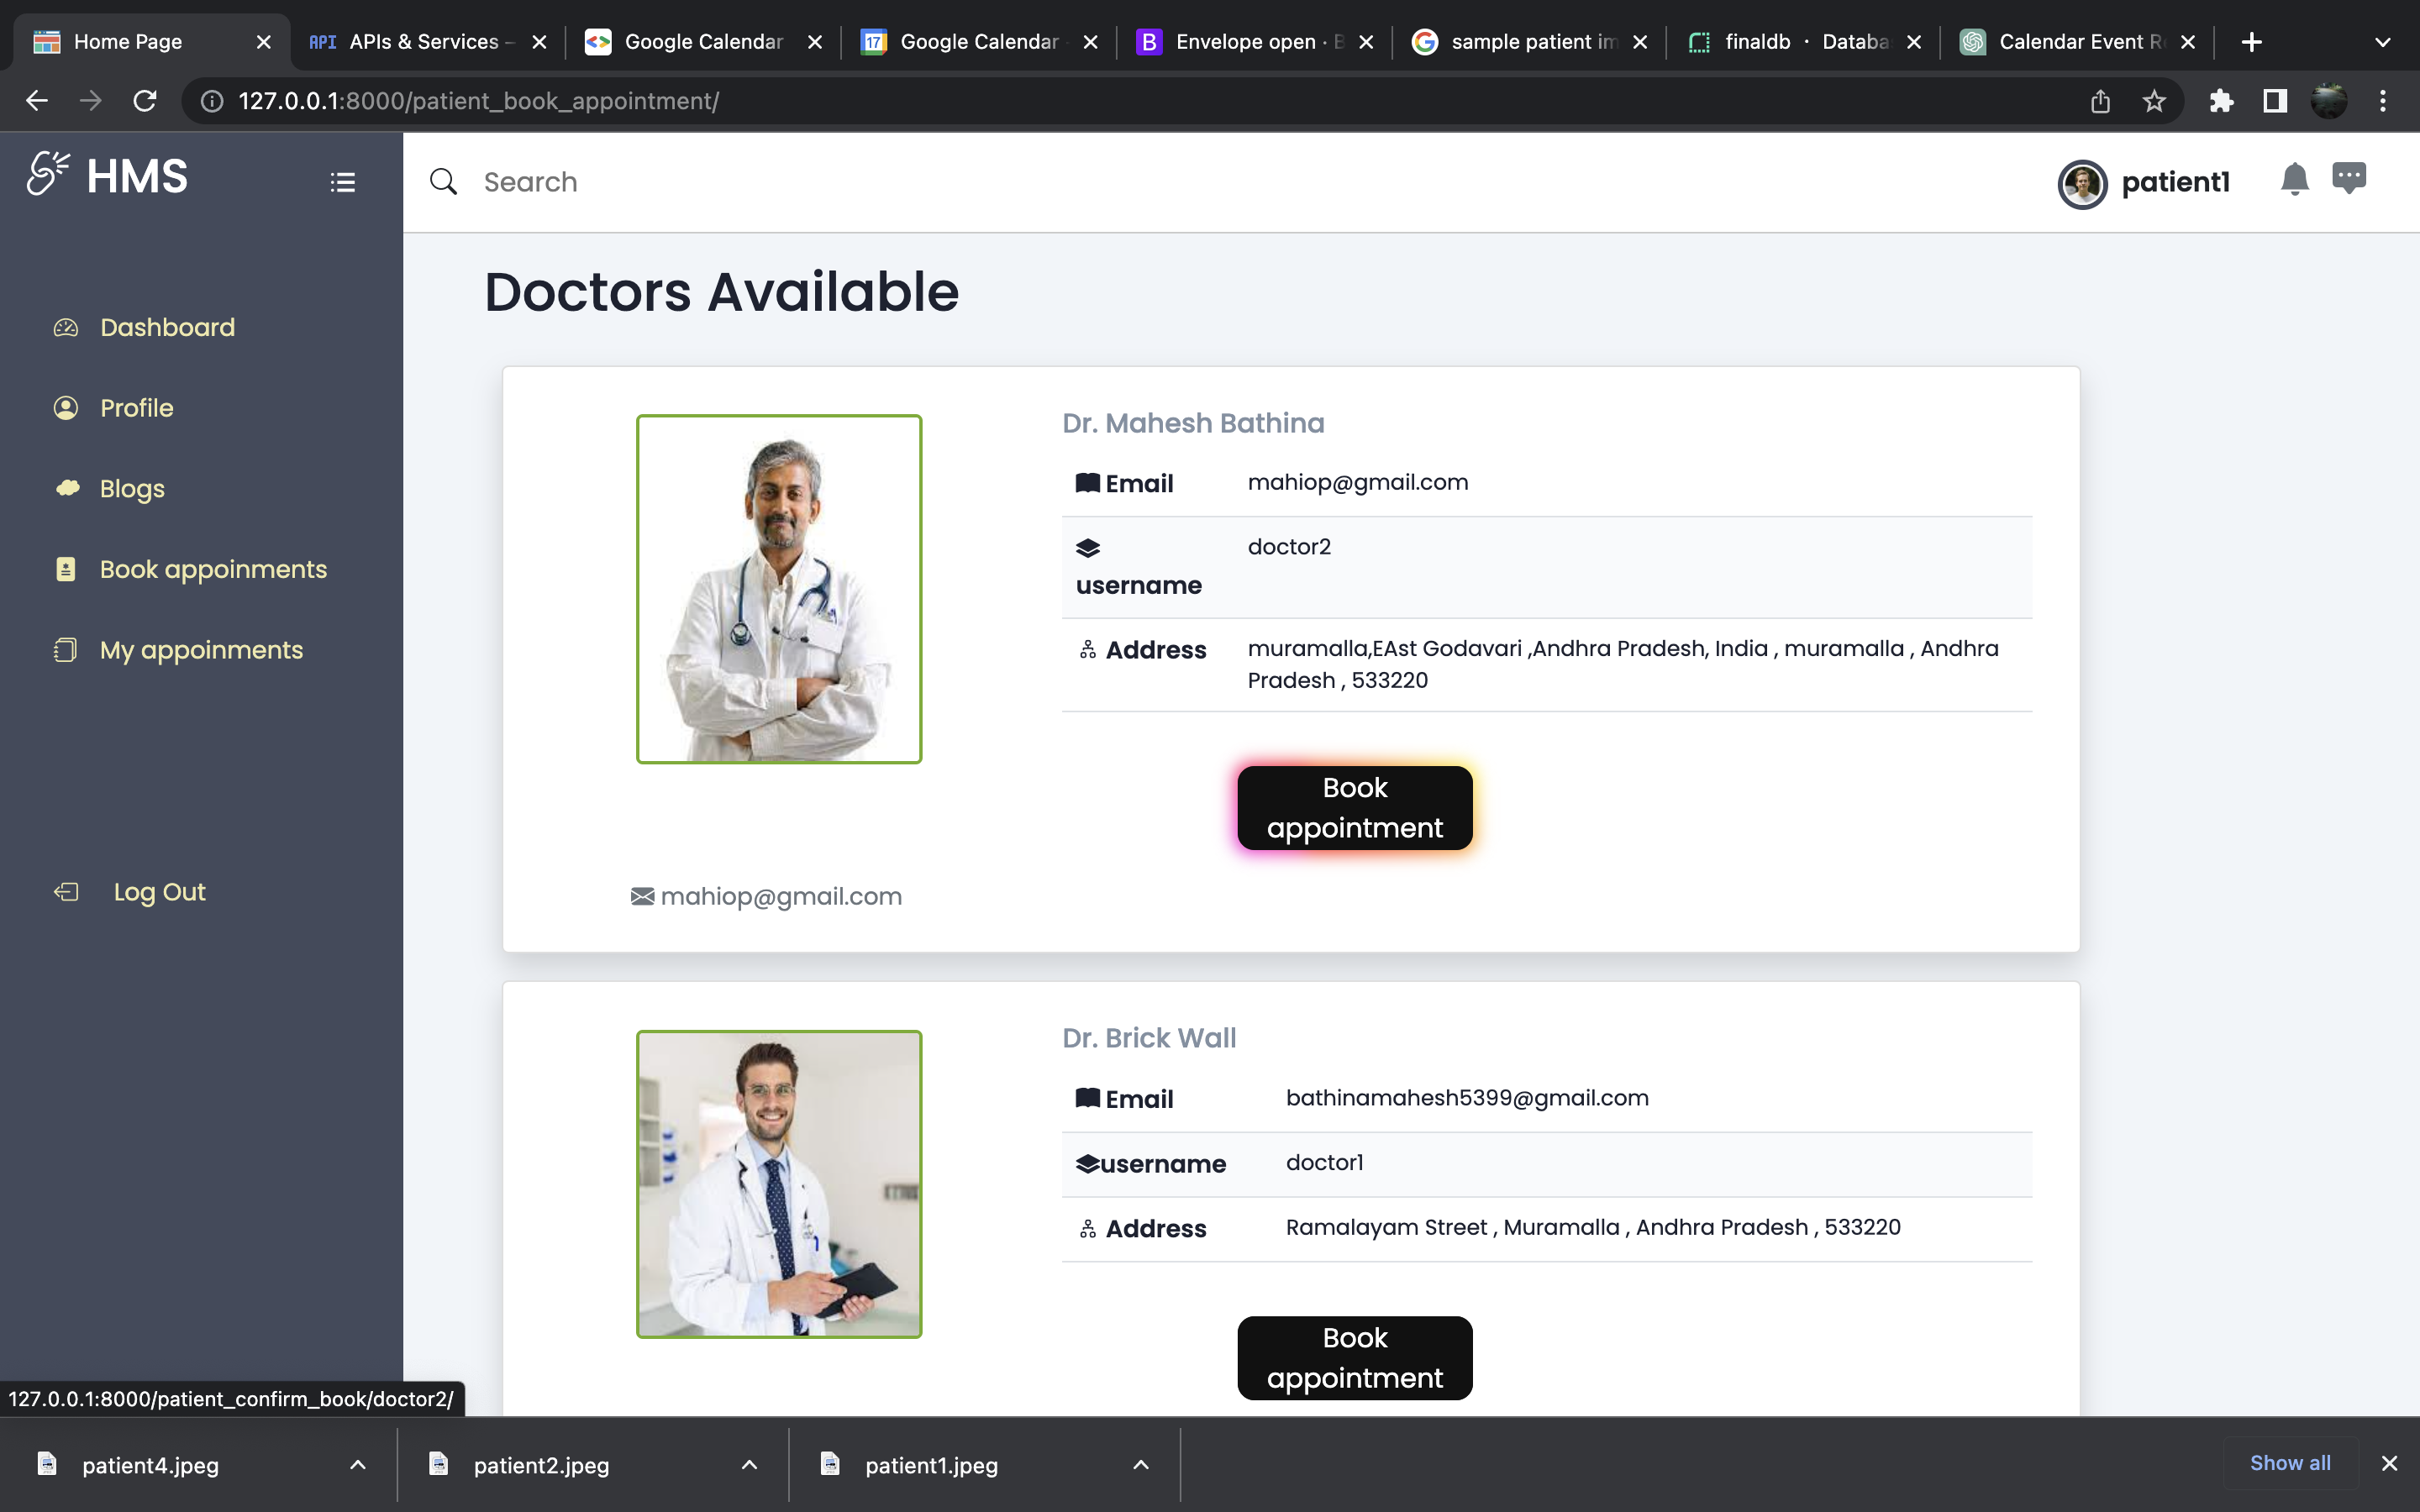 Home Page
APIs & Services –
Google Calendar
17
Google Calendar
B
Envelope open · B
sample patient im
finaldb · Databa
Calendar Event R
127.0.0.1:8000/patient_book_appointment/
HMS
Search
patient1
Dashboard
Profile
Blogs
Book appoinments
My appoinments
Log Out
Doctors Available
Dr. Mahesh Bathina
Email mahiop@gmail.com
username doctor2
Address muramalla,EAst Godavari ,Andhra Pradesh, India , muramalla , Andhra
Pradesh , 533220
Book
appointment
mahiop@gmail.com
Dr. Brick Wall
Email bathinamahesh5399@gmail.com
username doctor1
Address Ramalayam Street , Muramalla , Andhra Pradesh , 533220
Book
appointment
127.0.0.1:8000/patient_confirm_book/doctor2/
patient4.jpeg
patient2.jpeg
patient1.jpeg
Show all